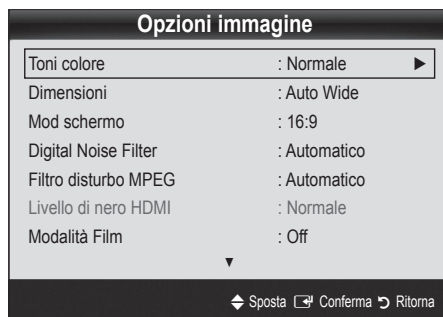 Opzioni immagine
Toni colore : Normale ►
Dimensioni : Auto Wide
Mod schermo : 16:9
Digital Noise Filter : Automatico
Filtro disturbo MPEG : Automatico
Livello di nero HDMI : Normale
Modalità Film : Off
▼
Sposta Conferma Ritorna